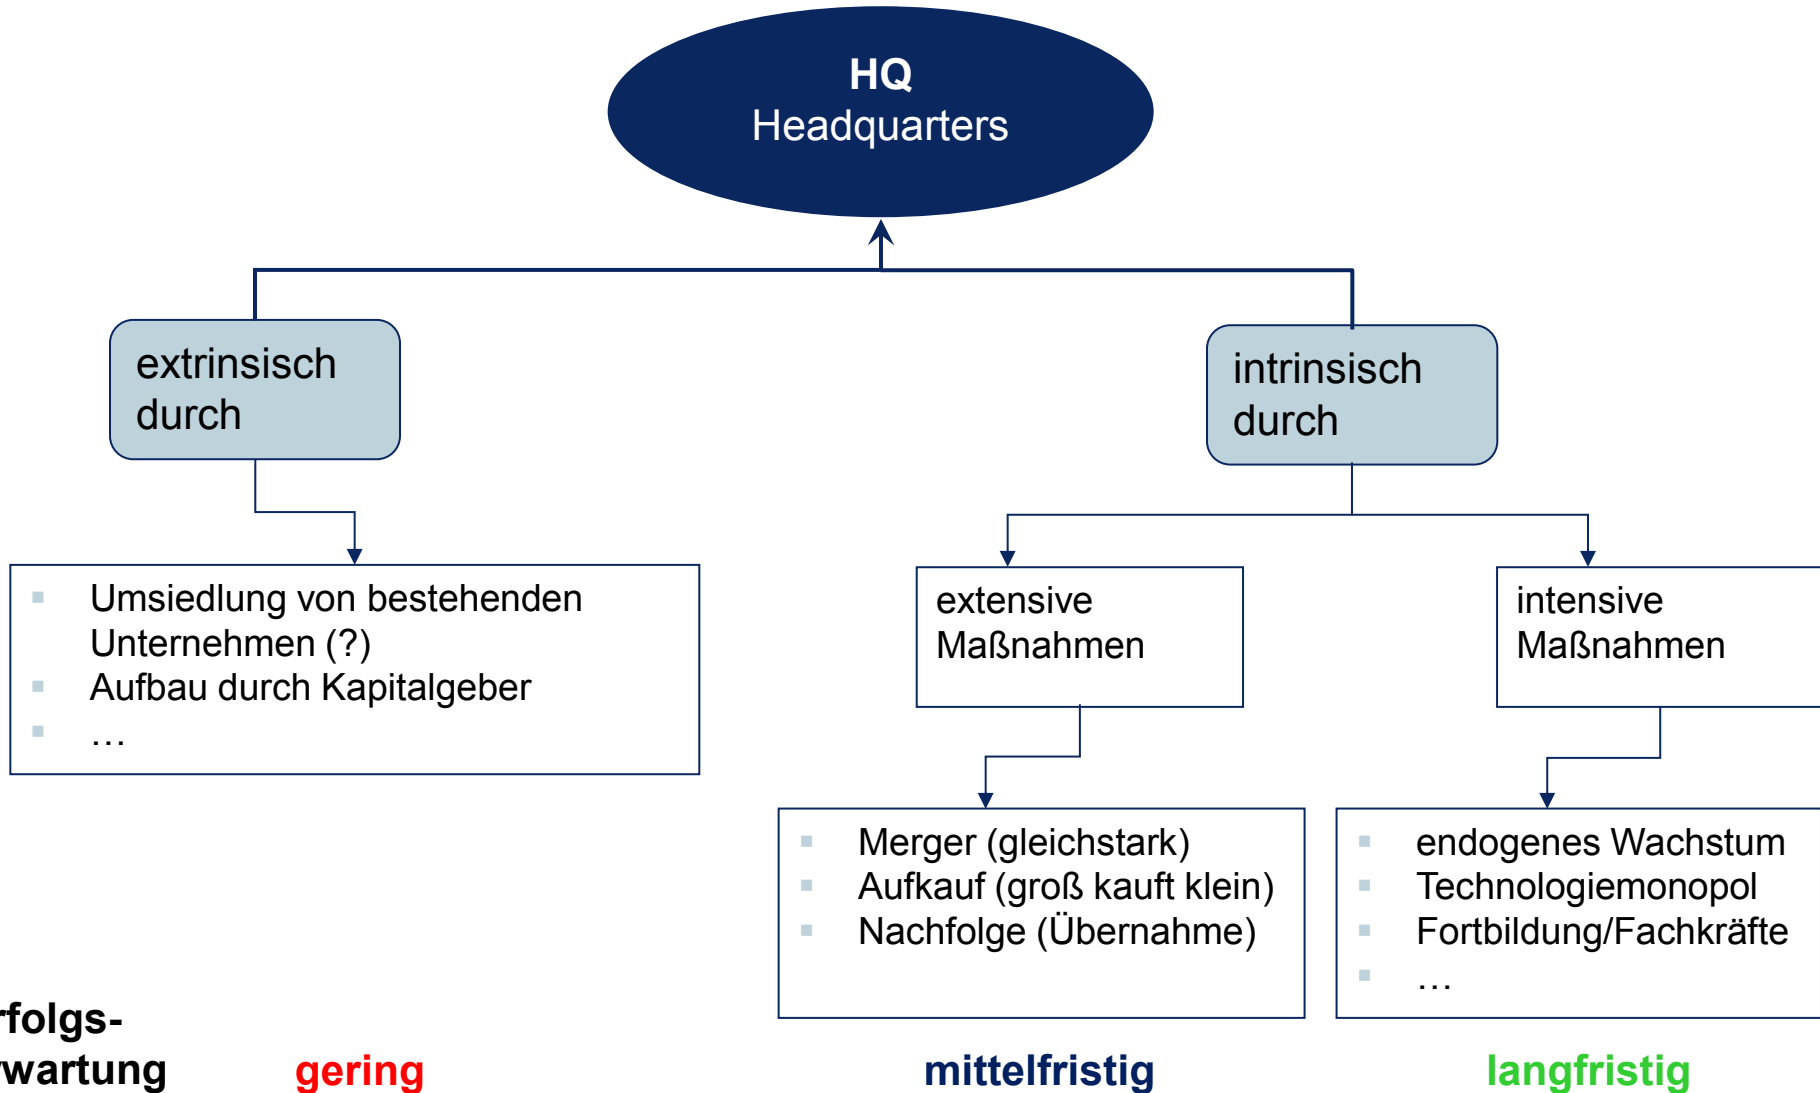 HQ
Headquarters
extrinsisch
durch
intrinsisch
durch
Umsiedlung von bestehenden
Unternehmen (?)
Aufbau durch Kapitalgeber
…
extensive
Maßnahmen
intensive
Maßnahmen
Merger (gleichstark)
Aufkauf (groß kauft klein)
Nachfolge (Übernahme)
endogenes Wachstum
Technologiemonopol
Fortbildung/Fachkräfte
…
rfolgs-
wartung
gering
mittelfristig
langfristig